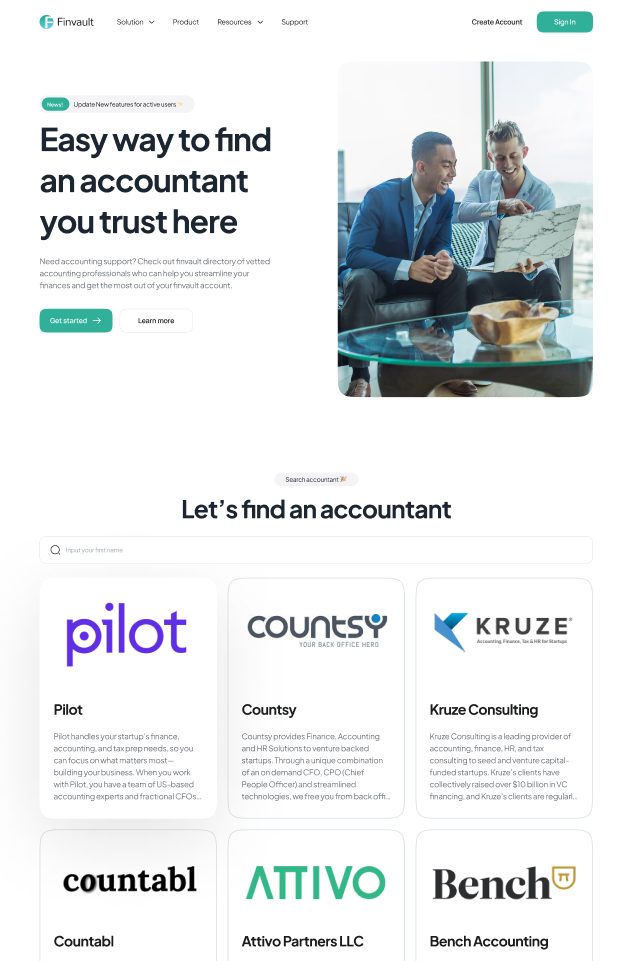 Finvault
Solution
Product
Resources
Support
Create Account
Sign In
News!
Update New features for active users
Easy way to find
an accountant
you trust here
Need accounting support? Check out finvault directory of vetted
accounting professionals who can help you streamline your
finances and get the most out of your finvault account.
Get started
Learn more
Search accountant
Let's find an accountant
Input your first name
pilot
Pilot
Pilot handles your startup's finance,
accounting, and tax prep needs, so you
can focus on what matters most—
building your business. When you work
with Pilot, you have a team of US-based
accounting experts and fractional CFOs...
countsy
YOUR BACK OFFICE HERO
Countsy
Countsy provides Finance, Accounting
and HR Solutions to venture backed
startups. Through a unique combination
of an on demand CFO, CPO (Chief
People Officer) and streamlined
technologies, we free you from back offi...
KRUZE
Accounting, Finance, Tax & HR for Startups
Kruze Consulting
Kruze Consulting is a leading provider of
accounting, finance, HR, and tax
consulting to seed and venture capital-
funded startups. Kruze's clients have
collectively raised over $10 billion in VC
financing, and Kruze's clients are regularl...
countabl
Countabl
ATTIVO
Attivo Partners LLC
Bench
Bench Accounting